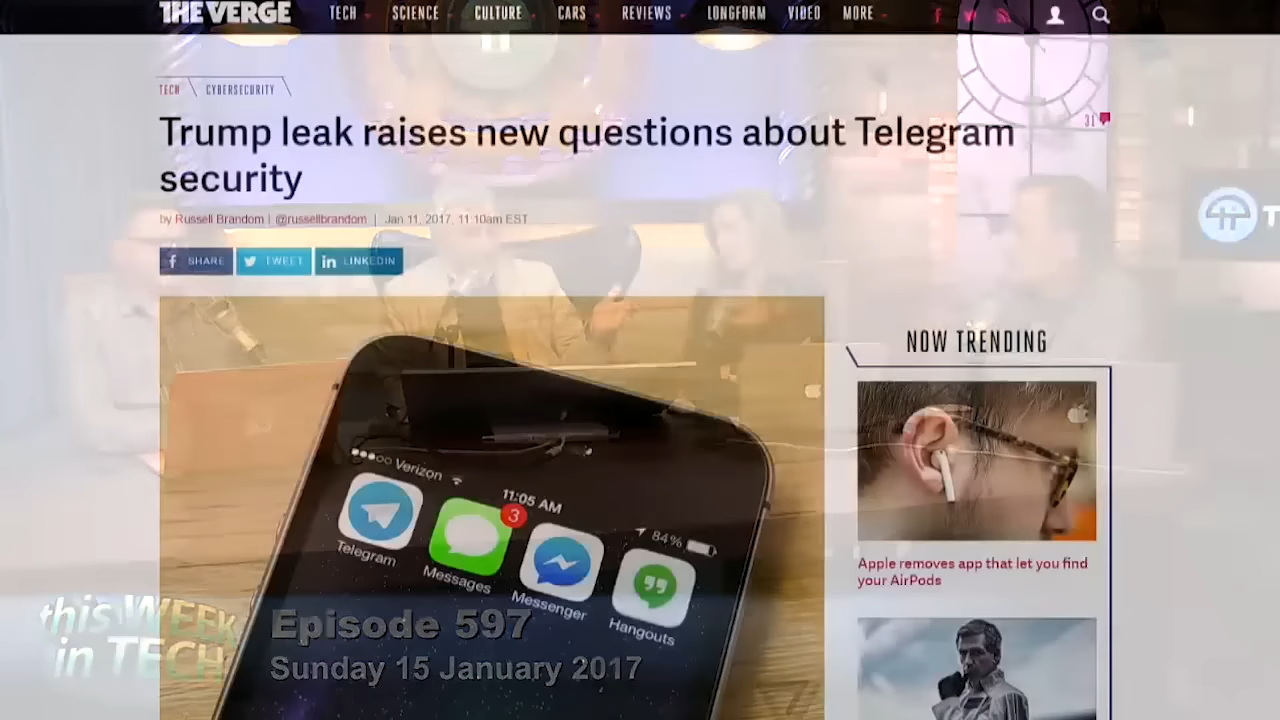 THE VERGE
TECH SCIENCE CULTURE CARS REVIEWS LONGFORM VIDEO MORE
TECH CYBERSECURITY
31
Trump leak raises new questions about Telegram
security
by Russell Brandom | @russellbrandom | Jan 11, 2017, 11:10am EST
SHARE TWEET LINKEDIN
NOW TRENDING
Verizon 11:05 AM 84%
3
Telegram Messages Messenger Hangouts
Apple removes app that let you find
your AirPods
this WEEK
in TECH
Episode 597
Sunday 15 January 2017